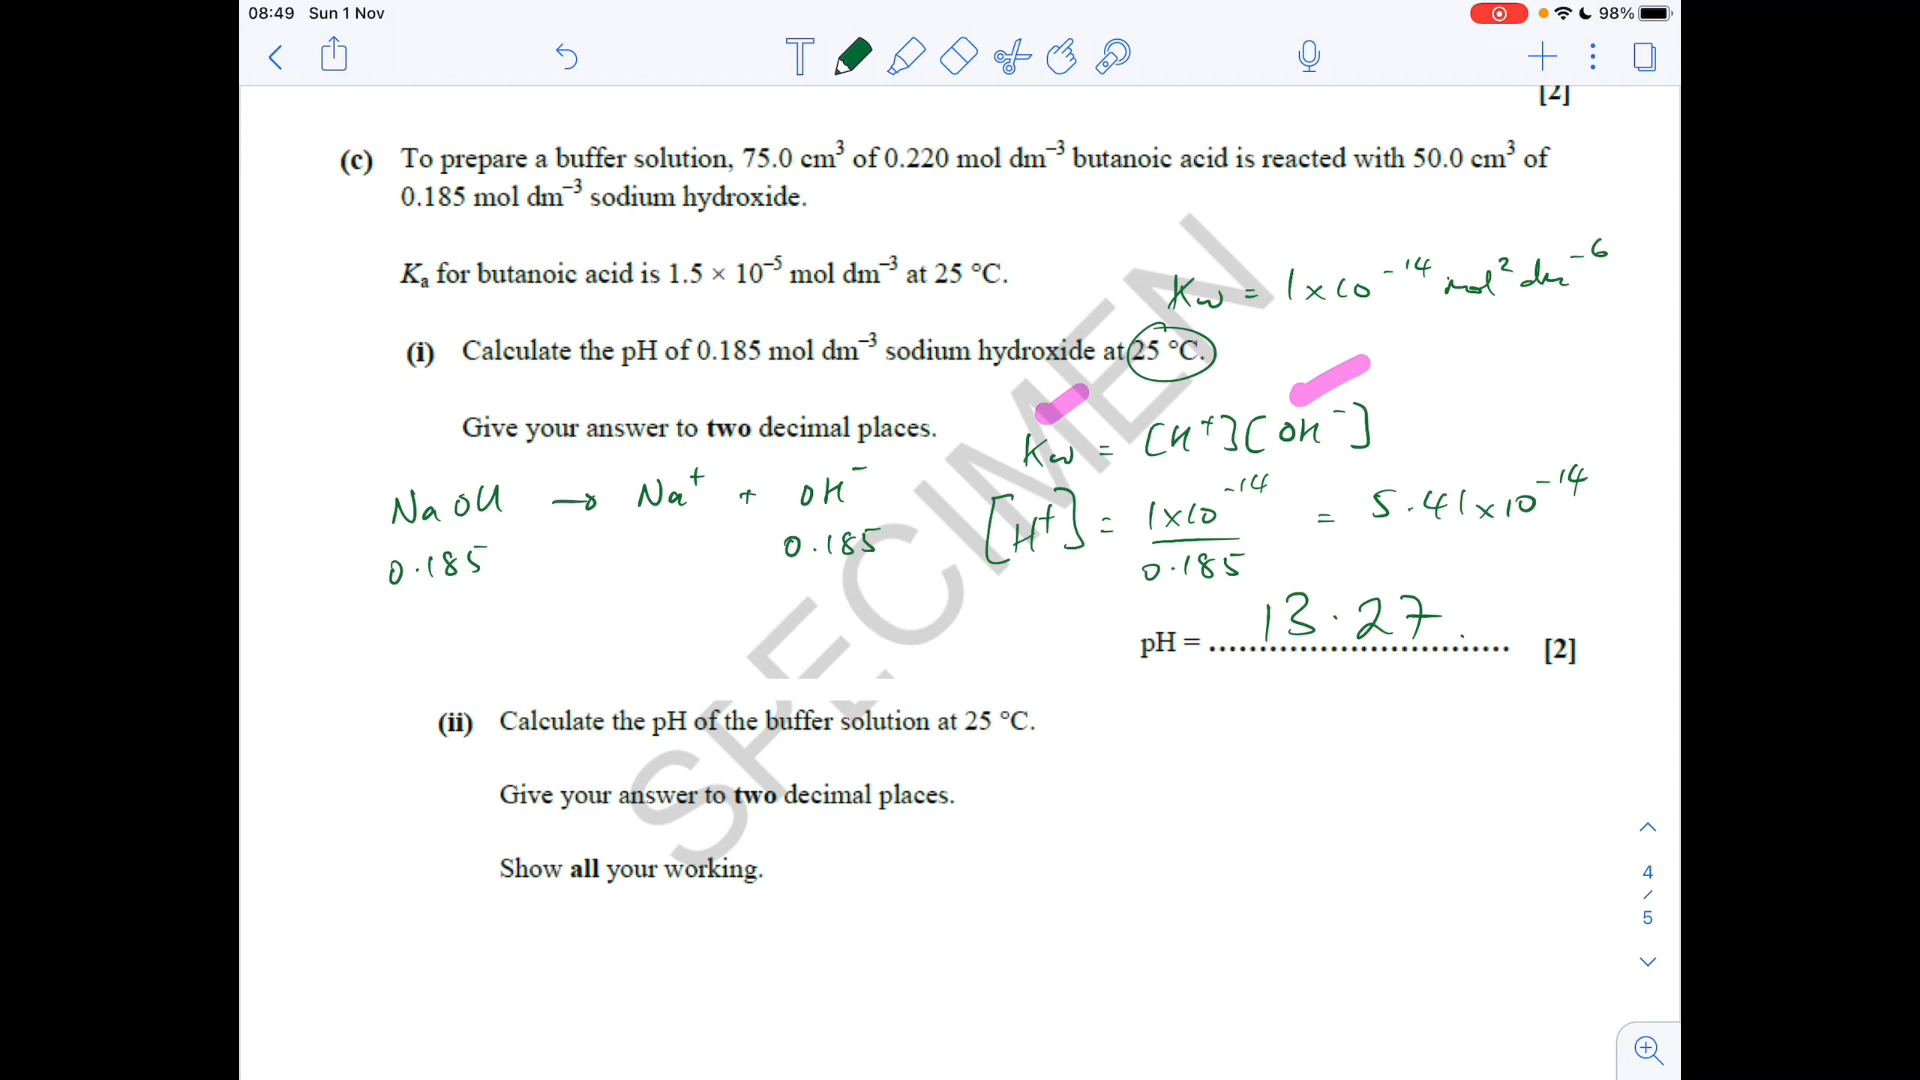 08:49 Sun 1 Nov 98%
[2]
(c) To prepare a buffer solution, 75.0 cm³ of 0.220 mol dm⁻³ butanoic acid is reacted with 50.0 cm³ of
0.185 mol dm⁻³ sodium hydroxide.
Kₐ for butanoic acid is 1.5 × 10⁻⁵ mol dm⁻³ at 25 °C.
Kw = 1 × 10⁻¹⁴ mol² dm⁻⁶
(i) Calculate the pH of 0.185 mol dm⁻³ sodium hydroxide at 25 °C.
Give your answer to two decimal places.
Kw = [H⁺][OH⁻]
NaOH → Na⁺ + OH⁻
0.185 0.185
[H⁺] = 1×10⁻¹⁴ / 0.185 = 5.41×10⁻¹⁴
pH = 13.27 [2]
(ii) Calculate the pH of the buffer solution at 25 °C.
Give your answer to two decimal places.
Show all your working.
4
/
5
SPECIMEN